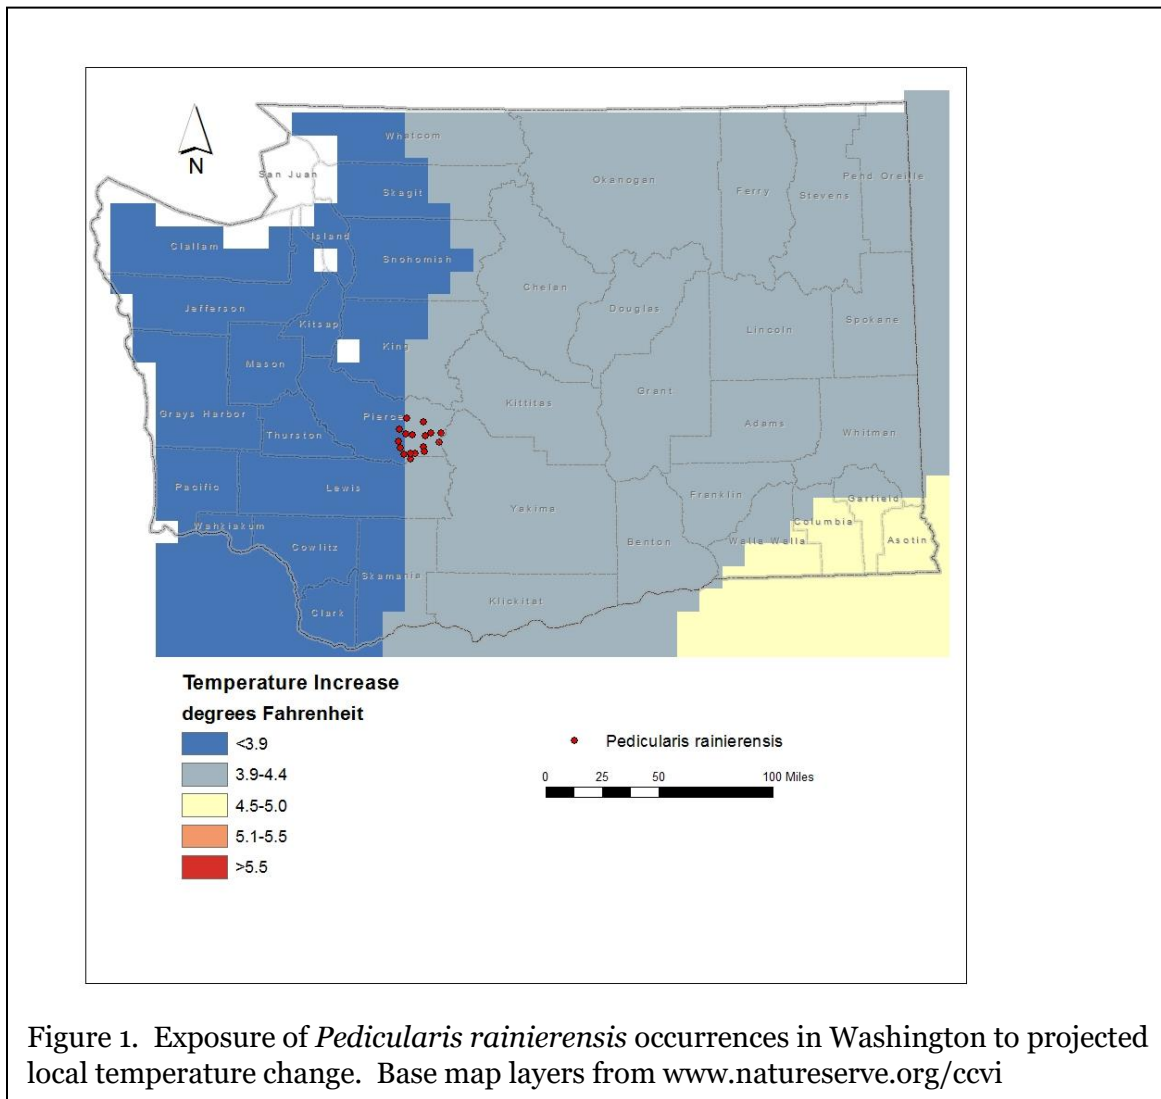 N
Whatcom
San Juan
Skagit
Okanogan
Ferry
Stevens
Pend Oreille
Clallam
Island
Snohomish
Chelan
Douglas
Jefferson
Kitsap
King
Lincoln
Spokane
Mason
Grant
Kittitas
Grays Harbor
Pierce
Thurston
Adams
Whitman
Pacific
Lewis
Yakima
Franklin
Garfield
Wahkiakum
Columbia
Cowlitz
Benton
Walla Walla
Asotin
Skamania
Clark
Klickitat
Temperature Increase
degrees Fahrenheit
<3.9
3.9-4.4
4.5-5.0
5.1-5.5
>5.5
Pedicularis rainierensis
0 25 50 100 Miles
Figure 1. Exposure of Pedicularis rainierensis occurrences in Washington to projected
local temperature change. Base map layers from www.natureserve.org/ccvi